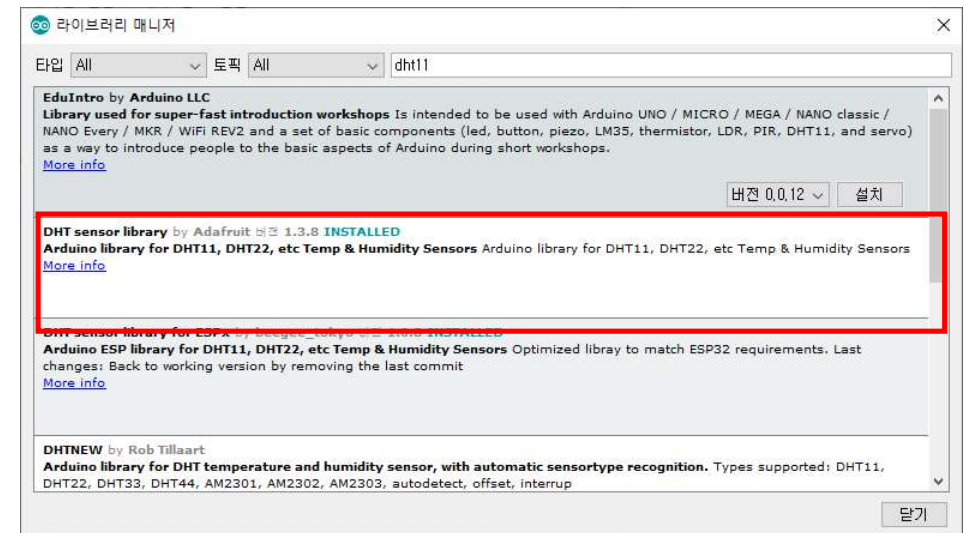 라이브러리 매니저
타입 All 토픽 All dht11
EduIntro by Arduino LLC
Library used for super-fast introduction workshops Is intended to be used with Arduino UNO / MICRO / MEGA / NANO classic /
NANO Every / MKR / WiFi REV2 and a set of basic components (led, button, piezo, LM35, thermistor, LDR, PIR, DHT11, and servo)
as a way to introduce people to the basic aspects of Arduino during short workshops.
More info
버전 0.0.12 설치
DHT sensor library by Adafruit 버전 1.3.8 INSTALLED
Arduino library for DHT11, DHT22, etc Temp & Humidity Sensors Arduino library for DHT11, DHT22, etc Temp & Humidity Sensors
More info
DHT sensor library for ESPx by beegee_tokyo INSTALLED
Arduino ESP library for DHT11, DHT22, etc Temp & Humidity Sensors Optimized libray to match ESP32 requirements. Last
changes: Back to working version by removing the last commit
More info
DHTNEW by Rob Tillaart
Arduino library for DHT temperature and humidity sensor, with automatic sensortype recognition. Types supported: DHT11,
DHT22, DHT33, DHT44, AM2301, AM2302, AM2303, autodetect, offset, interrup
닫기